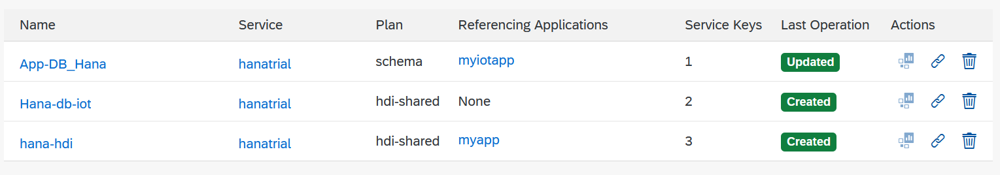 Name Service Plan Referencing Applications Service Keys Last Operation Actions
App-DB_Hana hanatrial schema myiotapp 1 Updated
Hana-db-iot hanatrial hdi-shared None 2 Created
hana-hdi hanatrial hdi-shared myapp 3 Created